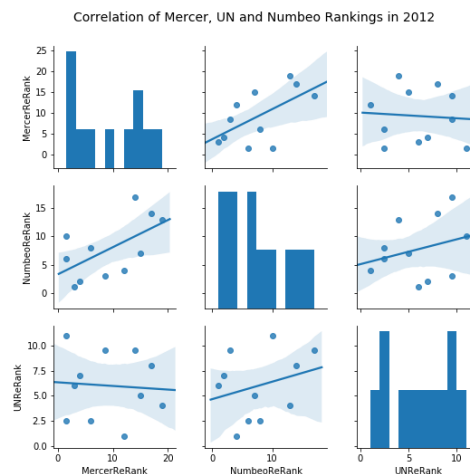 Correlation of Mercer, UN and Numbeo Rankings in 2012
MercerReRank
25
20
15
10
5
0
NumbeoReRank
15
10
5
0
UNReRank
10.0
7.5
5.0
2.5
0.0
0 10 20
0 10
0 5 10
MercerReRank NumbeoReRank UNReRank